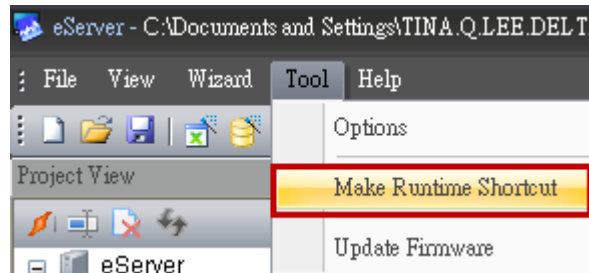 eServer - C:\Documents and Settings\TINA.Q.LEE.DELT
File View Wizard Tool Help
Options
Project View
Make Runtime Shortcut
Update Firmware
eServer